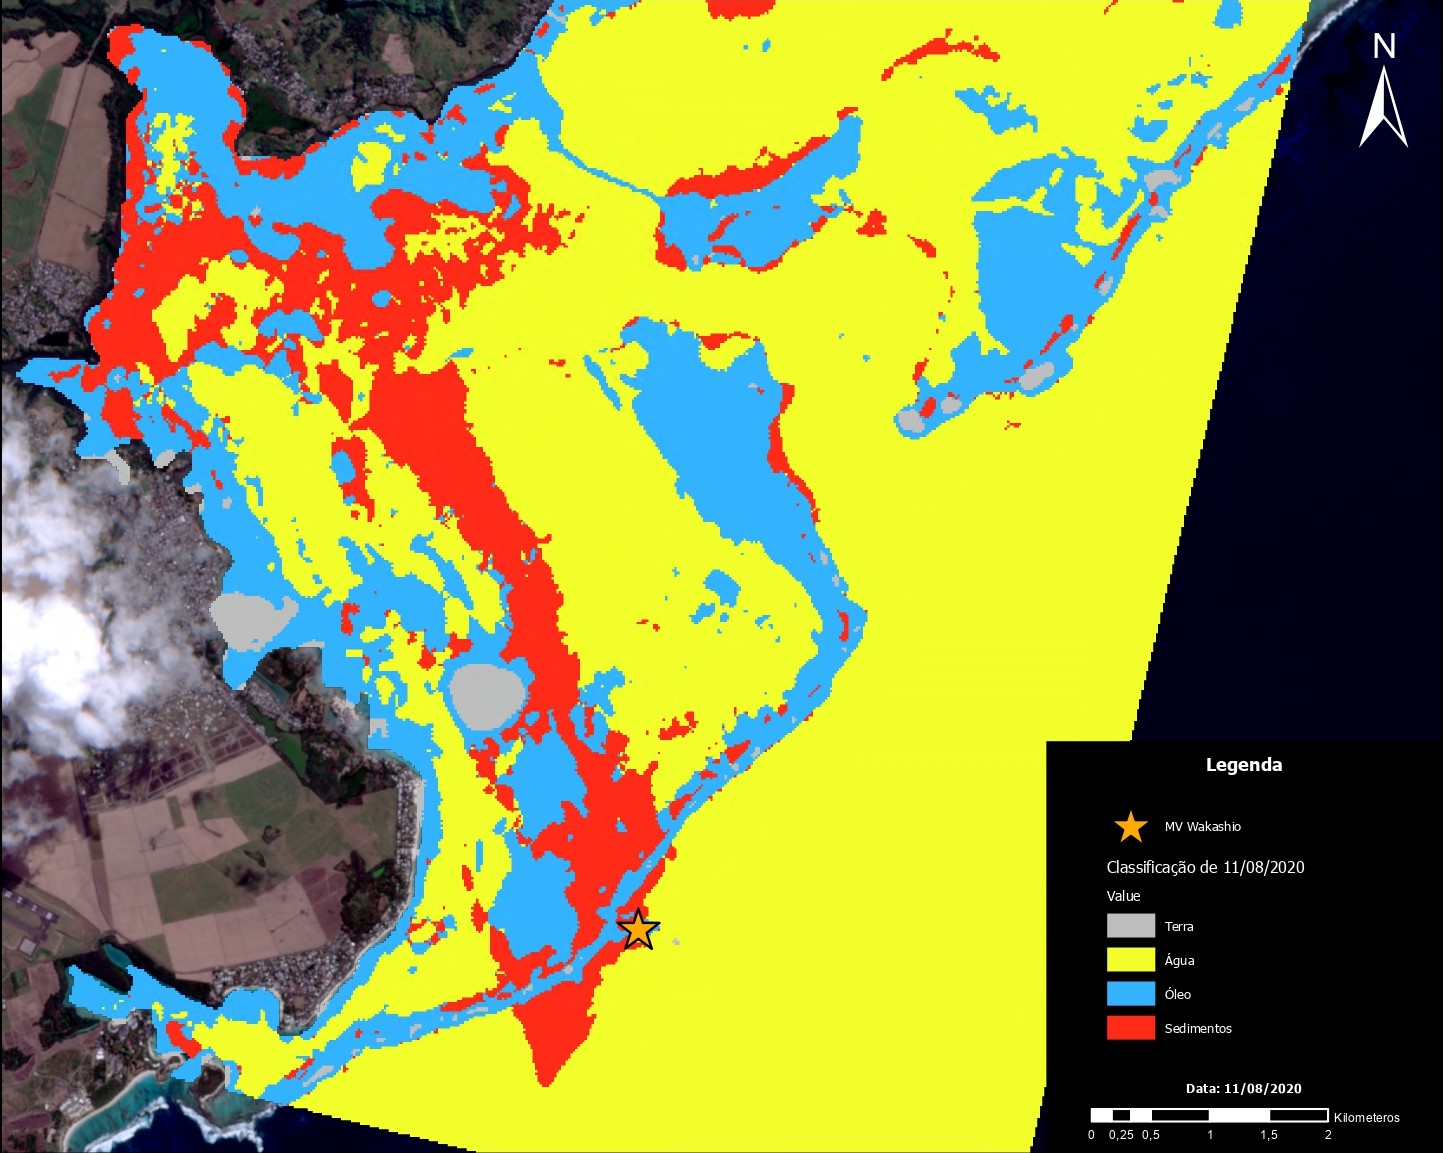 N
Legenda
MV Wakashio
Classificação de 11/08/2020
Value
Terra
Água
Óleo
Sedimentos
Data: 11/08/2020
Kilometeros
0 0,25 0,5 1 1,5 2